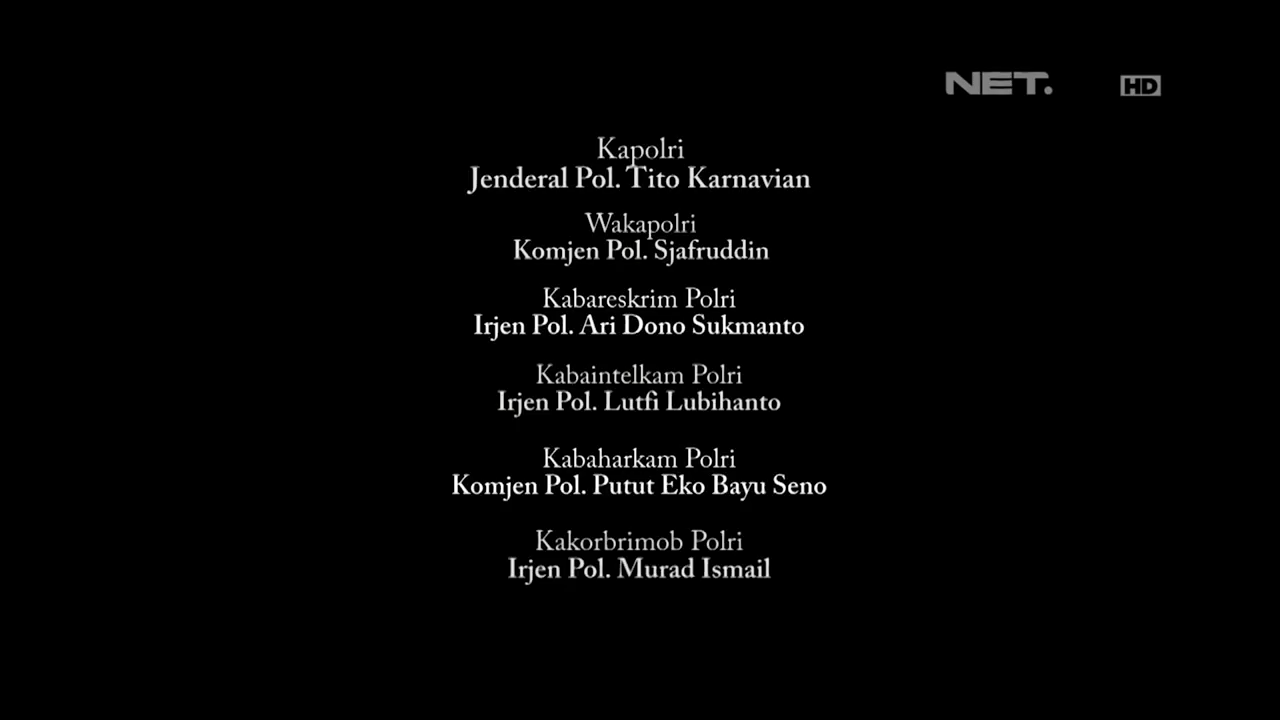 NET.
HD
Kapolri
Jenderal Pol. Tito Karnavian
Wakapolri
Komjen Pol. Sjafruddin
Kabareskrim Polri
Irjen Pol. Ari Dono Sukmanto
Kabaintelkam Polri
Irjen Pol. Lutfi Lubihanto
Kabaharkam Polri
Komjen Pol. Putut Eko Bayu Seno
Kakorbrimob Polri
Irjen Pol. Murad Ismail